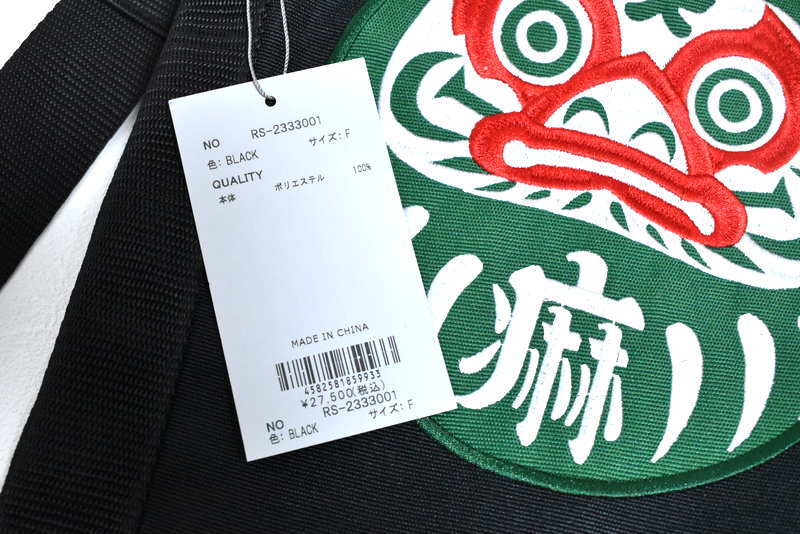 NO RS-2333001
色: BLACK サイズ: F
QUALITY
本体 ポリエステル 100%
MADE IN CHINA
4582581859933
¥27,500(税込)
NO RS-2333001
色: BLACK サイズ: F
麻